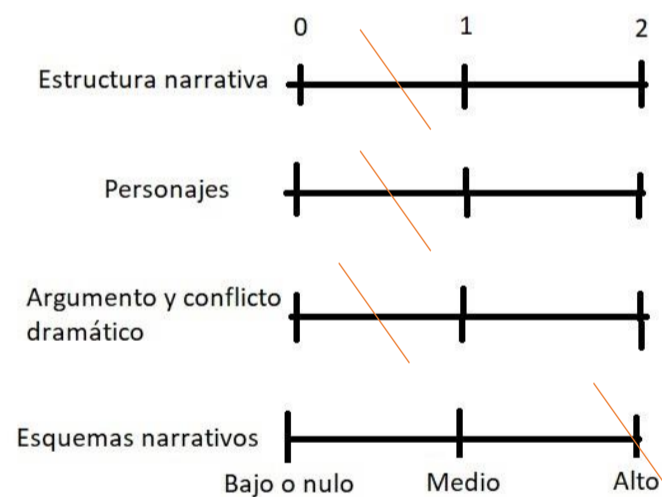 0 1 2
Estructura narrativa
Personajes
Argumento y conflicto
dramático
Esquemas narrativos
Bajo o nulo Medio Alto